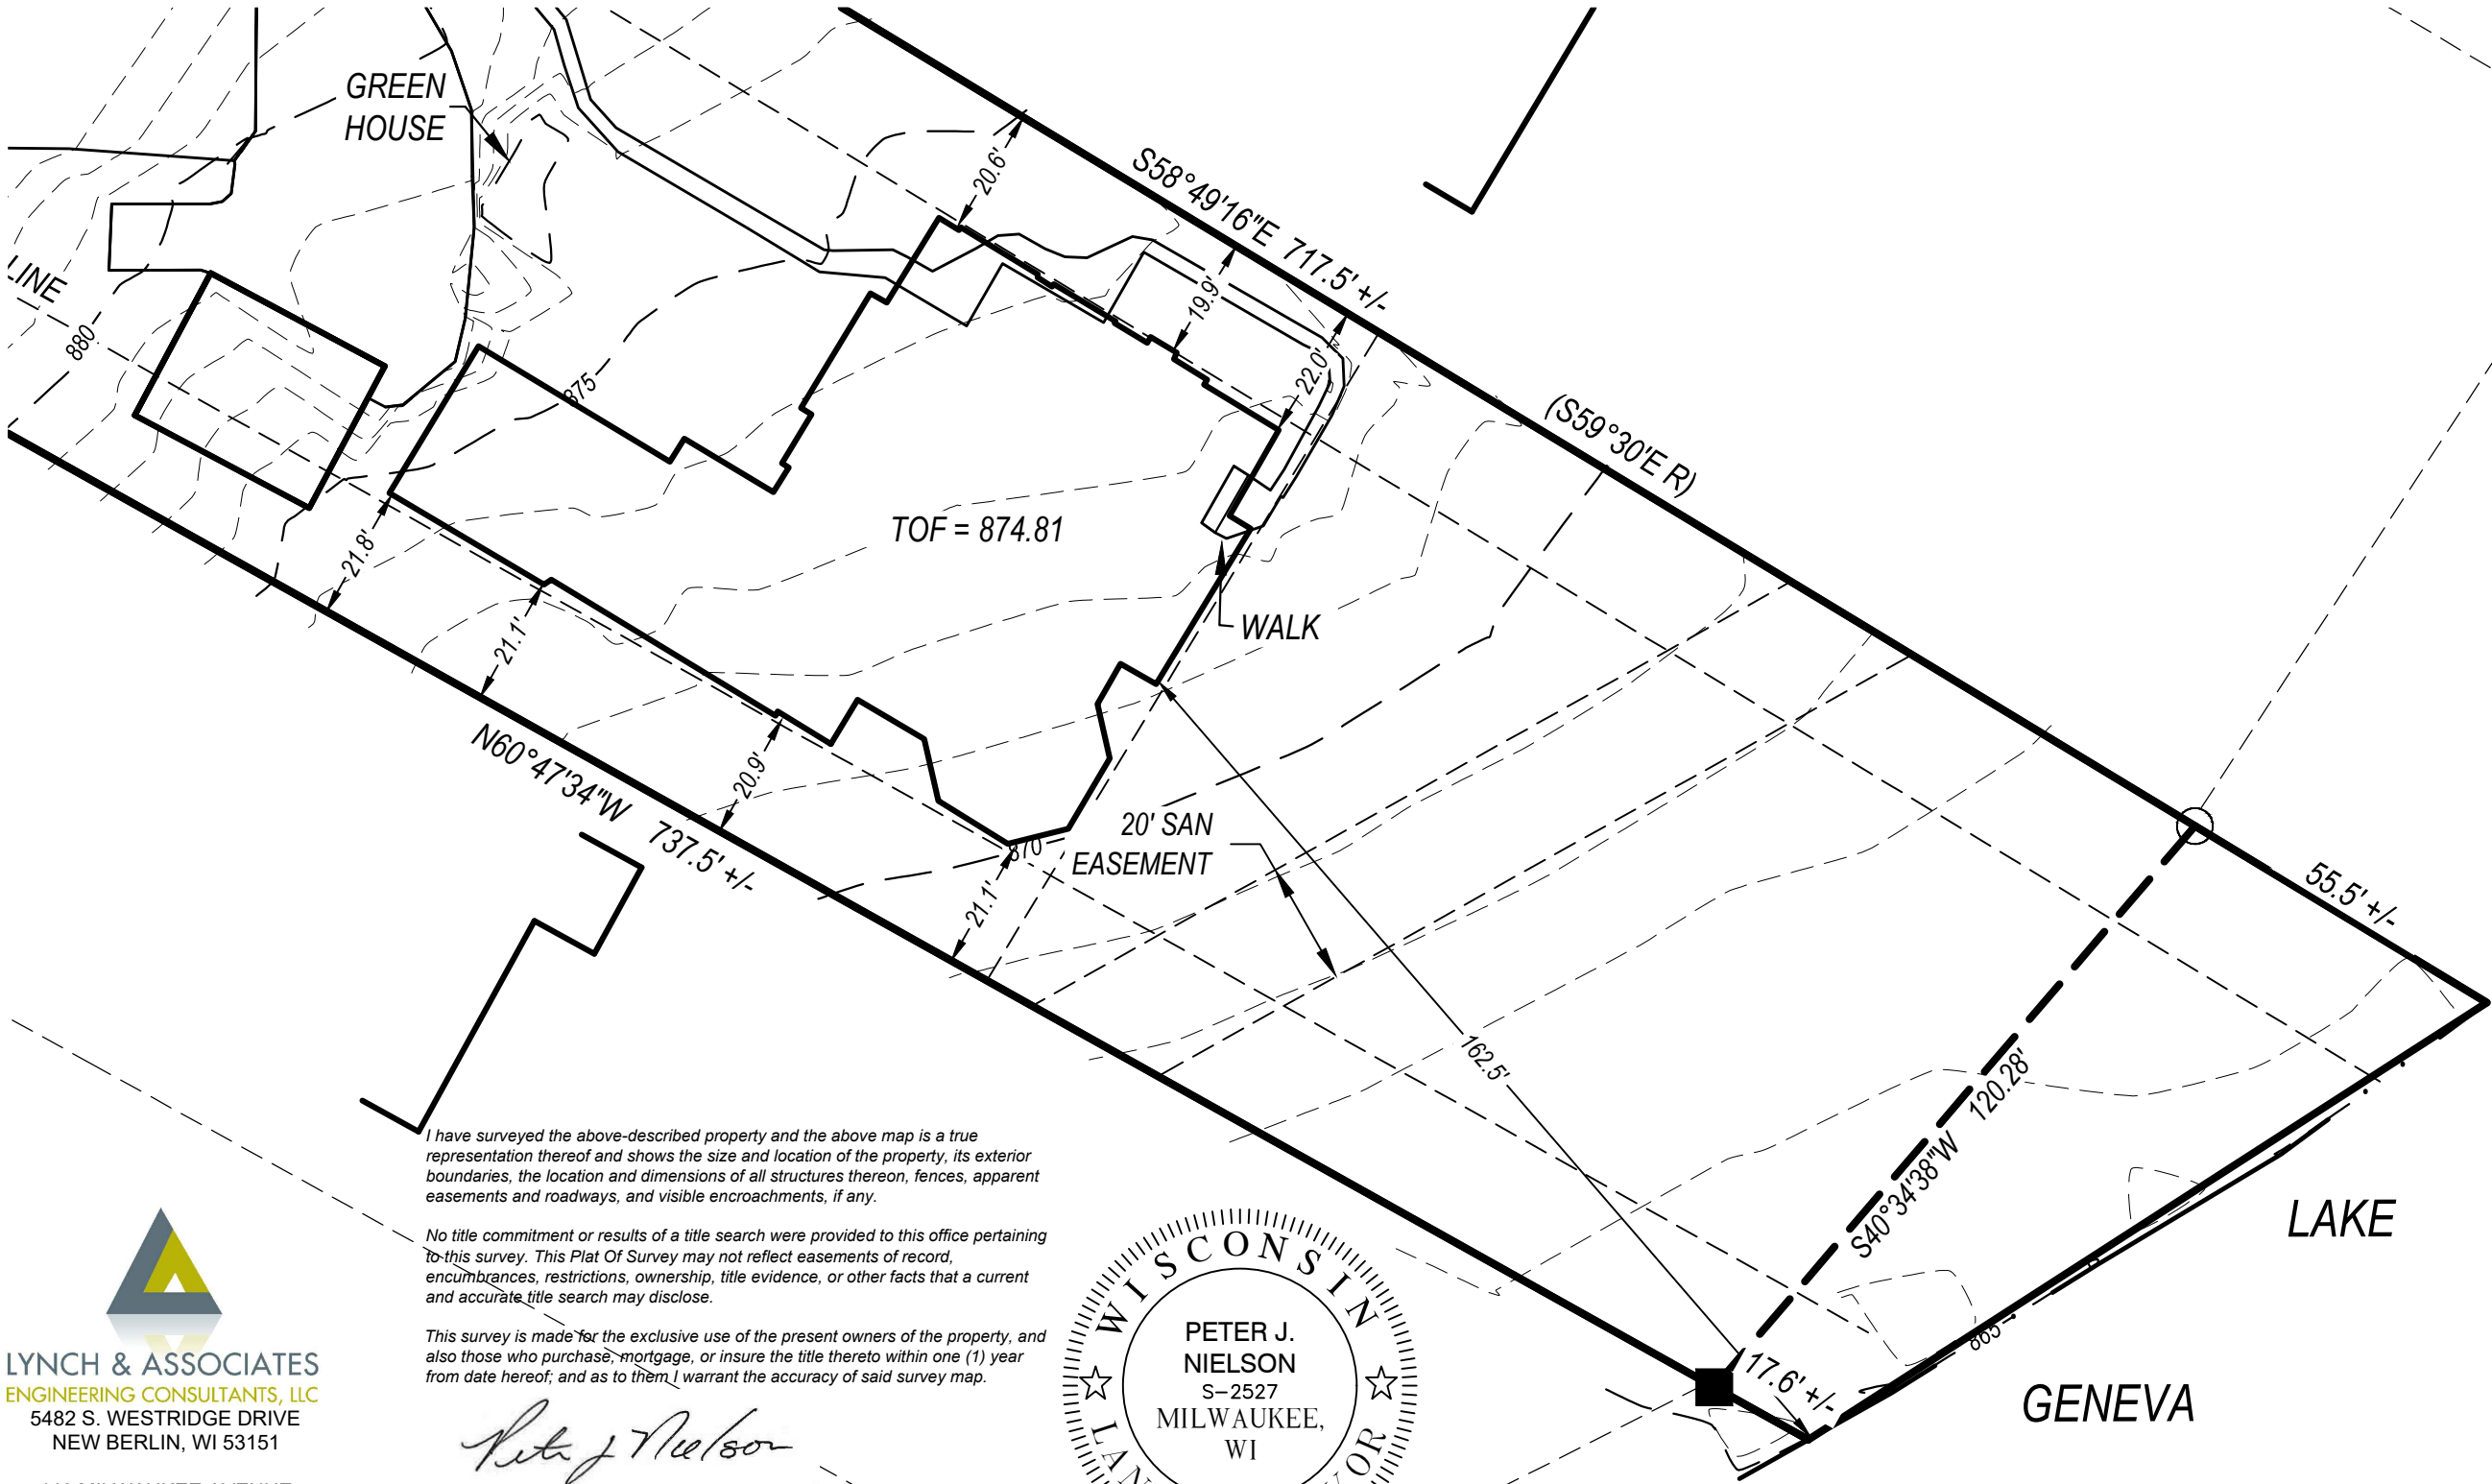 GREEN
HOUSE
LINE
880
875
20.6'
S58°49'16"E 717.5' +/-
19.9'
22.0'
(S59°30'E R)
TOF = 874.81
WALK
21.8'
21.1'
20.9'
21.1'
N60°47'34"W 737.5' +/-
870
20' SAN
EASEMENT
162.5'
55.5' +/-
S40°34'38"W 120.28'
17.6' +/-
865
LAKE
GENEVA
I have surveyed the above-described property and the above map is a true
representation thereof and shows the size and location of the property, its exterior
boundaries, the location and dimensions of all structures thereon, fences, apparent
easements and roadways, and visible encroachments, if any.
No title commitment or results of a title search were provided to this office pertaining
to this survey. This Plat Of Survey may not reflect easements of record,
encumbrances, restrictions, ownership, title evidence, or other facts that a current
and accurate title search may disclose.
This survey is made for the exclusive use of the present owners of the property, and
also those who purchase, mortgage, or insure the title thereto within one (1) year
from date hereof; and as to them I warrant the accuracy of said survey map.
Peter J Nielson
LYNCH & ASSOCIATES
ENGINEERING CONSULTANTS, LLC
5482 S. WESTRIDGE DRIVE
NEW BERLIN, WI 53151
WISCONSIN
PETER J.
NIELSON
S-2527
MILWAUKEE,
WI